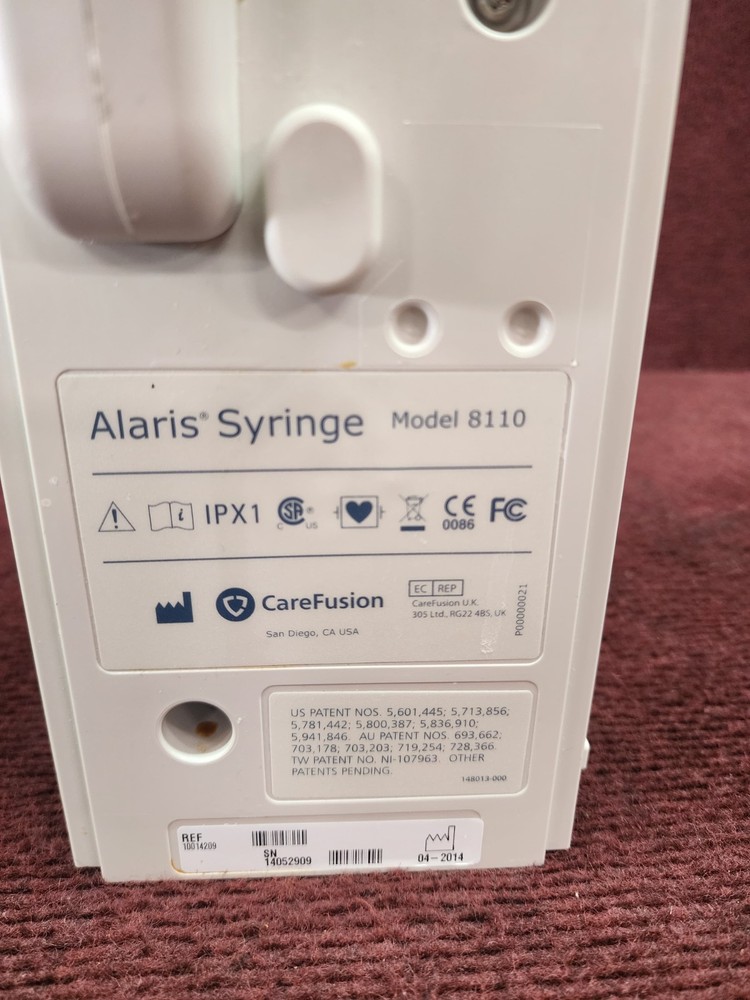 Alaris® Syringe Model 8110
IPX1 CSA® C US CE 0086 FC
CareFusion
San Diego, CA USA
EC REP
CareFusion U.K.
305 Ltd., RG22 4BS, UK
P00000021
US PATENT NOS. 5,601,445; 5,713,856;
5,781,442; 5,800,387; 5,836,910;
5,941,846. AU PATENT NOS. 693,662;
703,178; 703,203; 719,254; 728,366.
TW PATENT NO. NI-107963. OTHER
PATENTS PENDING.
148013-000
REF
10014209
SN
14052909
04-2014